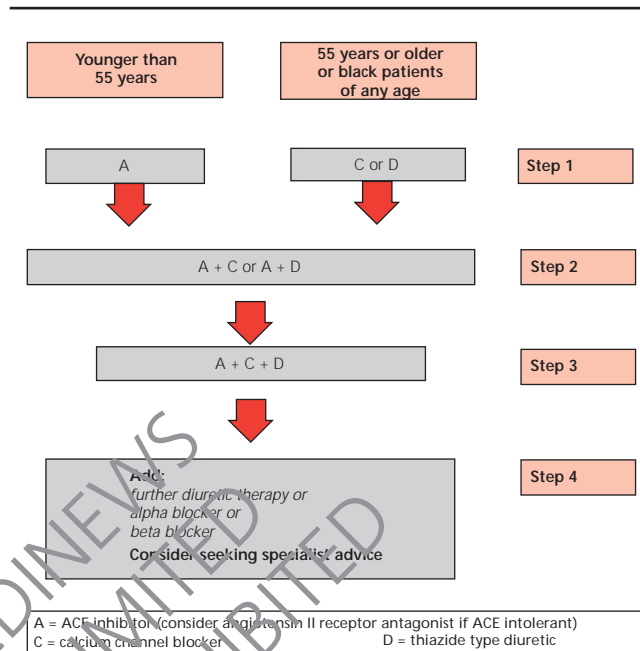 Younger than
55 years
55 years or older
or black patients
of any age
A
C or D
Step 1
A + C or A + D
Step 2
A + C + D
Step 3
Add:
further diuretic therapy or
alpha blocker or
beta blocker
Consider seeking specialist advice
Step 4
A = ACE inhibitor (consider angiotensin II receptor antagonist if ACE intolerant)
C = calcium channel blocker D = thiazide type diuretic